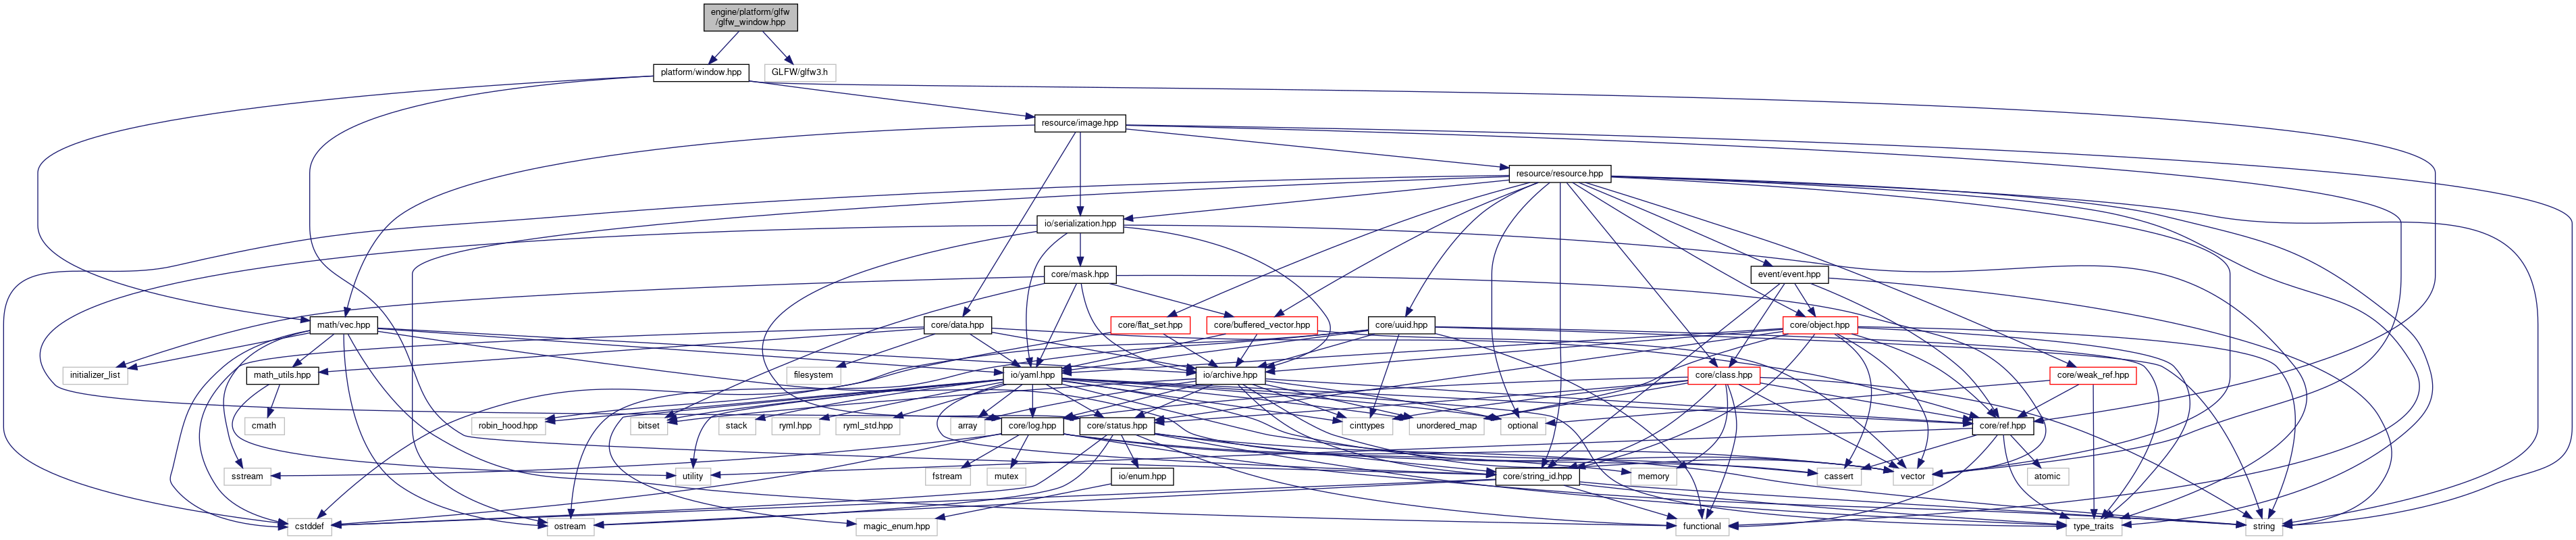 engine/platform/glfw
/glfw_window.hpp
platform/window.hpp
GLFW/glfw3.h
resource/image.hpp
resource/resource.hpp
io/serialization.hpp
core/mask.hpp
event/event.hpp
math/vec.hpp
core/data.hpp
core/flat_set.hpp
core/buffered_vector.hpp
core/uuid.hpp
core/object.hpp
initializer_list
math_utils.hpp
filesystem
io/yaml.hpp
io/archive.hpp
core/class.hpp
core/weak_ref.hpp
cmath
robin_hood.hpp
bitset
stack
ryml.hpp
ryml_std.hpp
array
core/log.hpp
core/status.hpp
cinttypes
unordered_map
optional
core/ref.hpp
sstream
utility
fstream
mutex
io/enum.hpp
core/string_id.hpp
memory
cassert
vector
atomic
cstddef
ostream
magic_enum.hpp
functional
type_traits
string